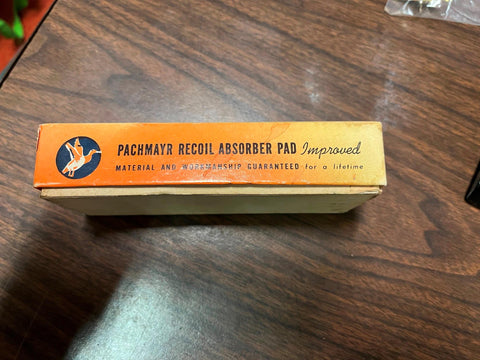 PACHMAYR RECOIL ABSORBER PAD Improved
MATERIAL AND WORKMANSHIP GUARANTEED for a lifetime